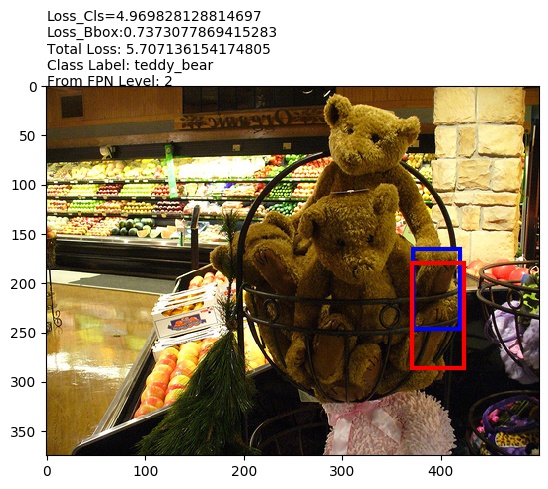 Loss_Cls=4.969828128814697
Loss_Bbox:0.7373077869415283
Total Loss: 5.707136154174805
Class Label: teddy_bear
From FPN Level: 2
0
50
100
150
200
250
300
350
0
100
200
300
400